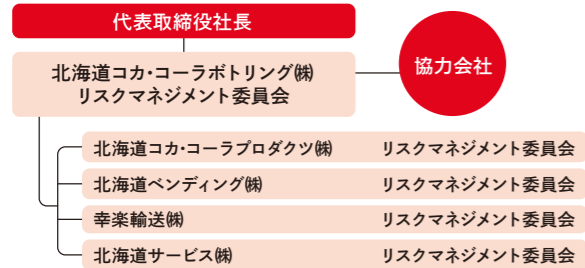 代表取締役社長
北海道コカ・コーラボトリング㈱
リスクマネジメント委員会
協力会社
北海道コカ・コーラプロダクツ㈱ リスクマネジメント委員会
北海道ベンディング㈱ リスクマネジメント委員会
幸楽輸送㈱ リスクマネジメント委員会
北海道サービス㈱ リスクマネジメント委員会